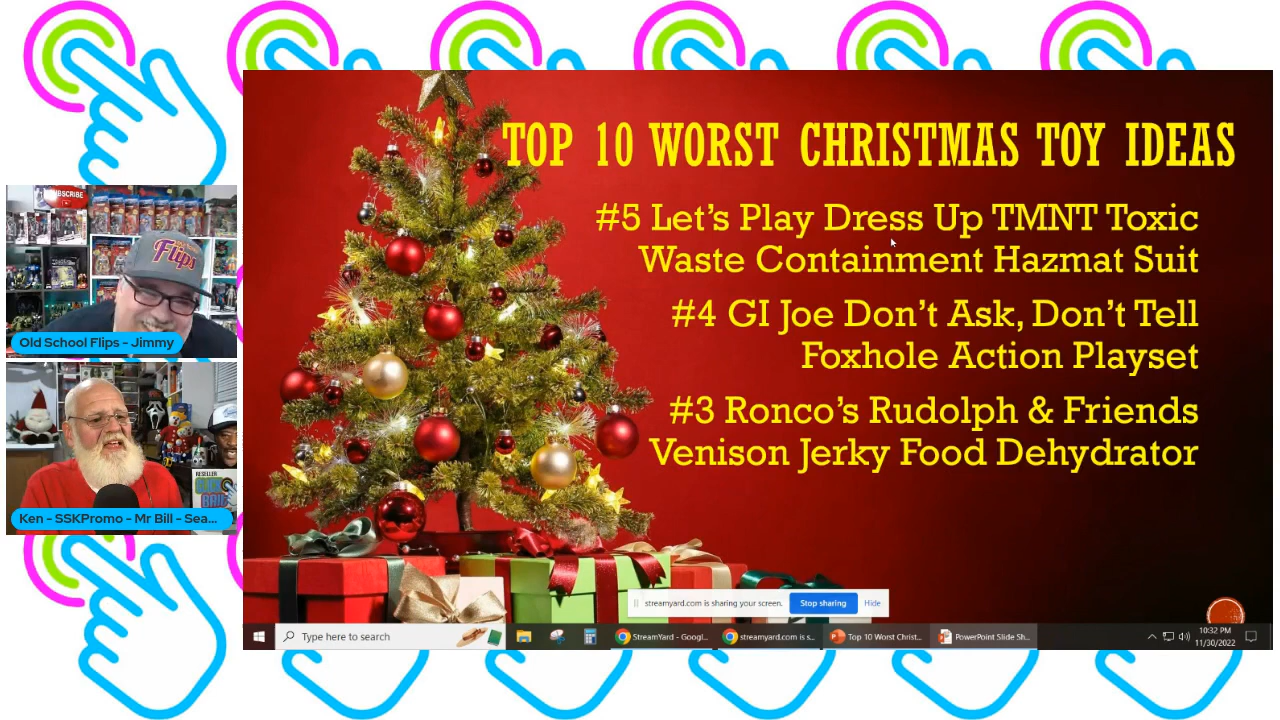 TOP 10 WORST CHRISTMAS TOY IDEAS
#5 Let's Play Dress Up TMNT Toxic
Waste Containment Hazmat Suit
#4 GI Joe Don't Ask, Don't Tell
Foxhole Action Playset
#3 Ronco's Rudolph & Friends
Venison Jerky Food Dehydrator
SUBSCRIBE
Flips
Old School Flips - Jimmy
RESELLER
Ken - SSKPromo - Mr Bill - Sea...
streamyard.com is sharing your screen.
Stop sharing
Hide
Type here to search
StreamYard - Googl...
streamyard.com is s...
Top 10 Worst Christ...
PowerPoint Slide Sh...
10:32 PM
11/30/2022